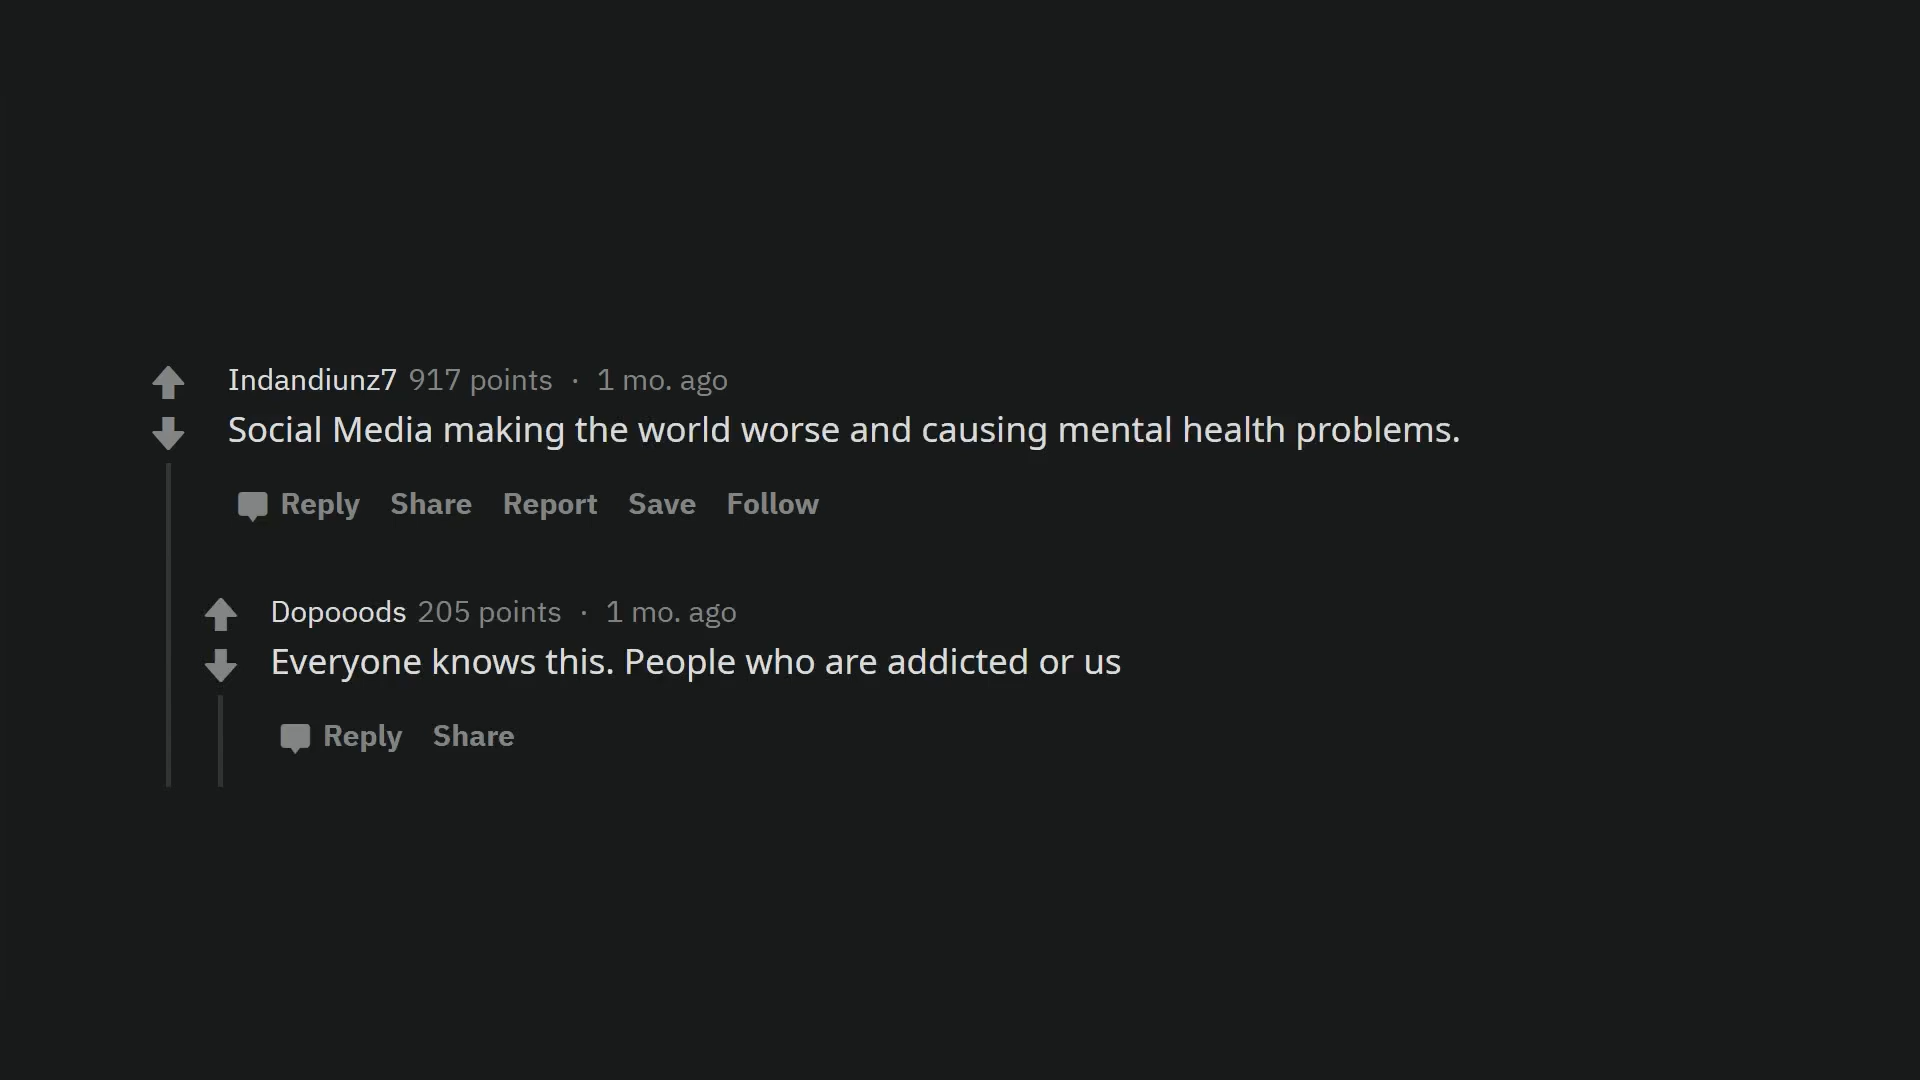 Indandiunz7 917 points · 1 mo. ago
Social Media making the world worse and causing mental health problems.
Reply Share Report Save Follow
Dopooods 205 points · 1 mo. ago
Everyone knows this. People who are addicted or us
Reply Share